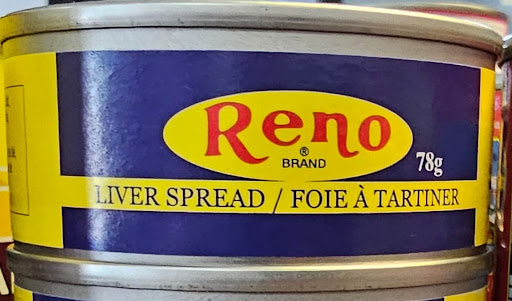 Reno
®
BRAND
78g
LIVER SPREAD / FOIE À TARTINER